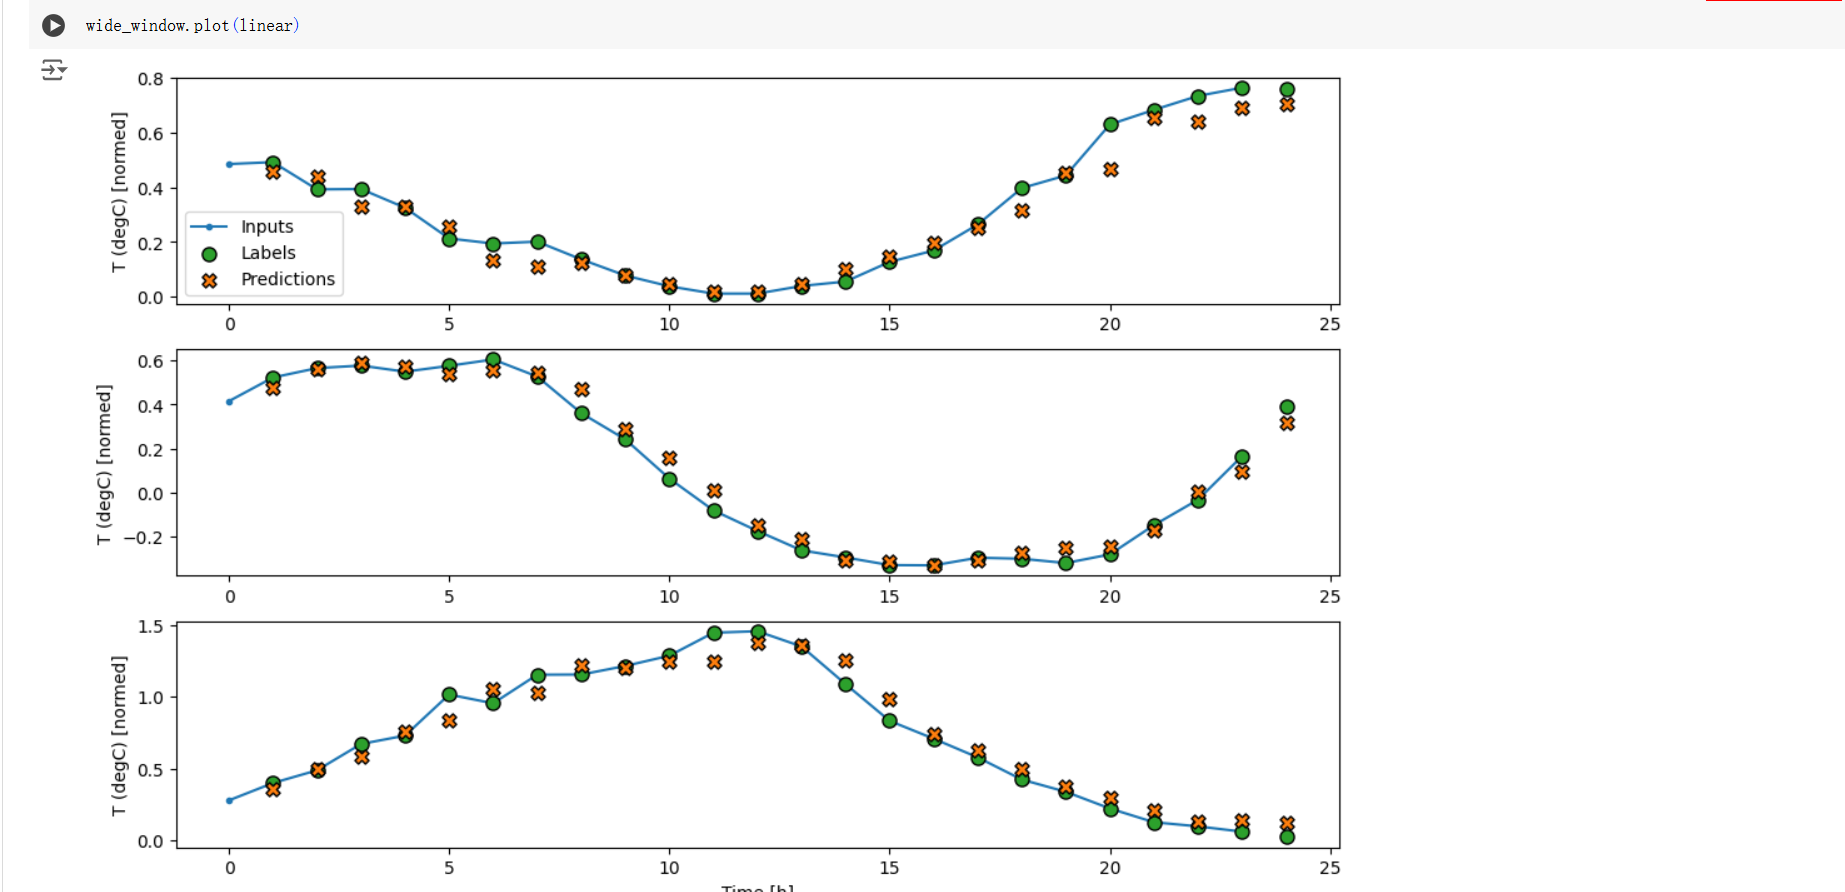 wide_window.plot(linear)
T (degC) [normed]
0.8
0.6
0.4
0.2
0.0
Inputs
Labels
Predictions
0 5 10 15 20 25
T (degC) [normed]
0.6
0.4
0.2
0.0
−0.2
0 5 10 15 20 25
T (degC) [normed]
1.5
1.0
0.5
0.0
0 5 10 15 20 25
Time [h]